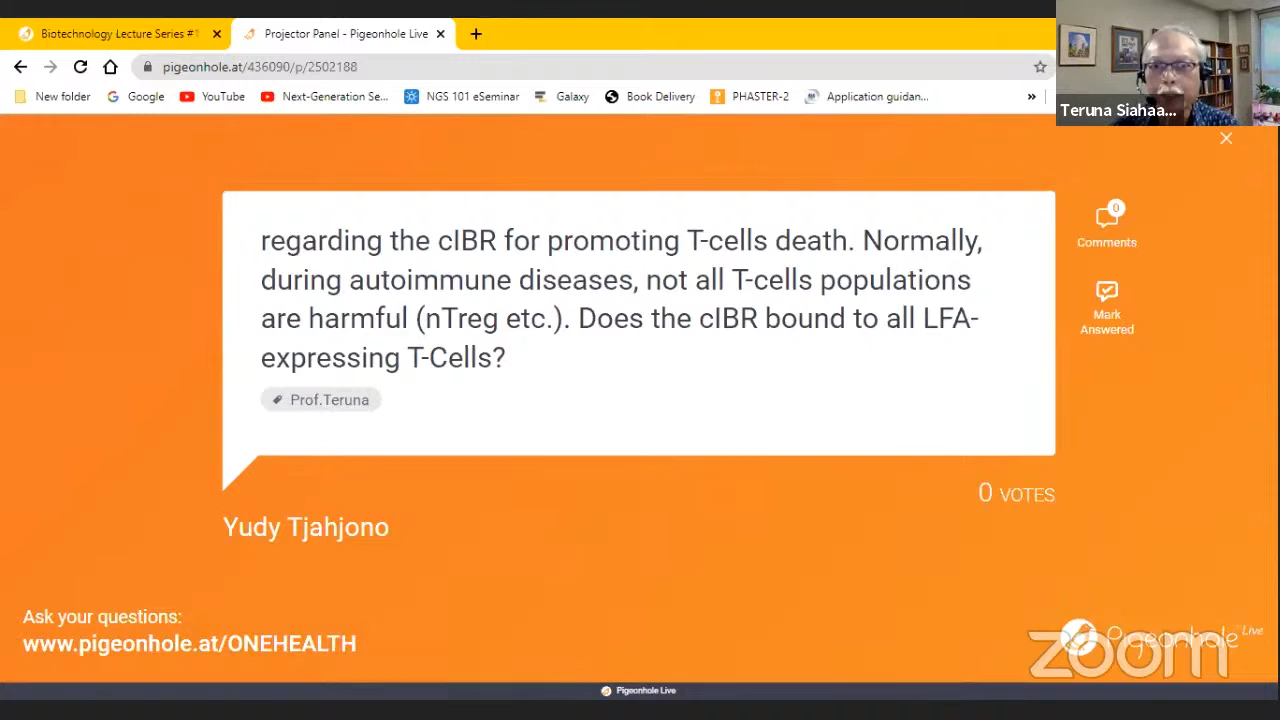 Biotechnology Lecture Series #1
Projector Panel - Pigeonhole Live
pigeonhole.at/436090/p/2502188
New folder
Google
YouTube
Next-Generation Se...
NGS 101 eSeminar
Galaxy
Book Delivery
PHASTER-2
Application guidan...
»
Teruna Siahaa...
regarding the cIBR for promoting T-cells death. Normally,
during autoimmune diseases, not all T-cells populations
are harmful (nTreg etc.). Does the cIBR bound to all LFA-
expressing T-Cells?
Prof.Teruna
0
Comments
Mark
Answered
0 VOTES
Yudy Tjahjono
Ask your questions:
www.pigeonhole.at/ONEHEALTH
Pigeonhole Live
zoom
Pigeonhole Live